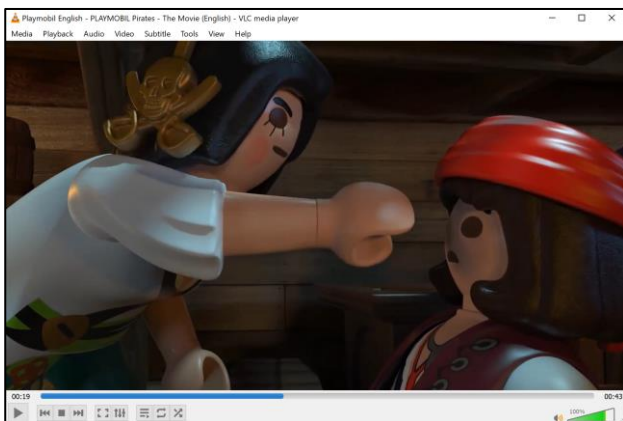 Playmobil English - PLAYMOBIL Pirates - The Movie (English) - VLC media player
Media Playback Audio Video Subtitle Tools View Help
00:19 00:43
100%